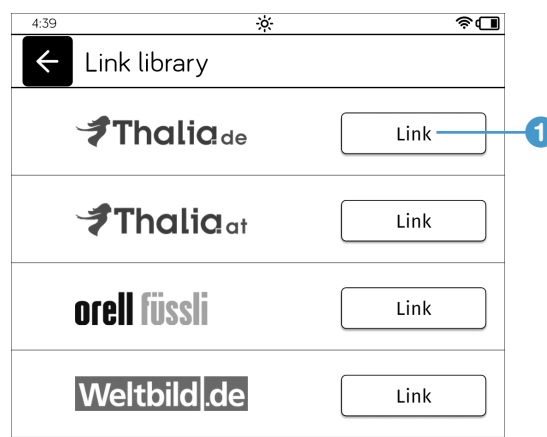 4:39
Link library
Thalia.de
Link
1
Thalia.at
Link
orell füssli
Link
Weltbild.de
Link